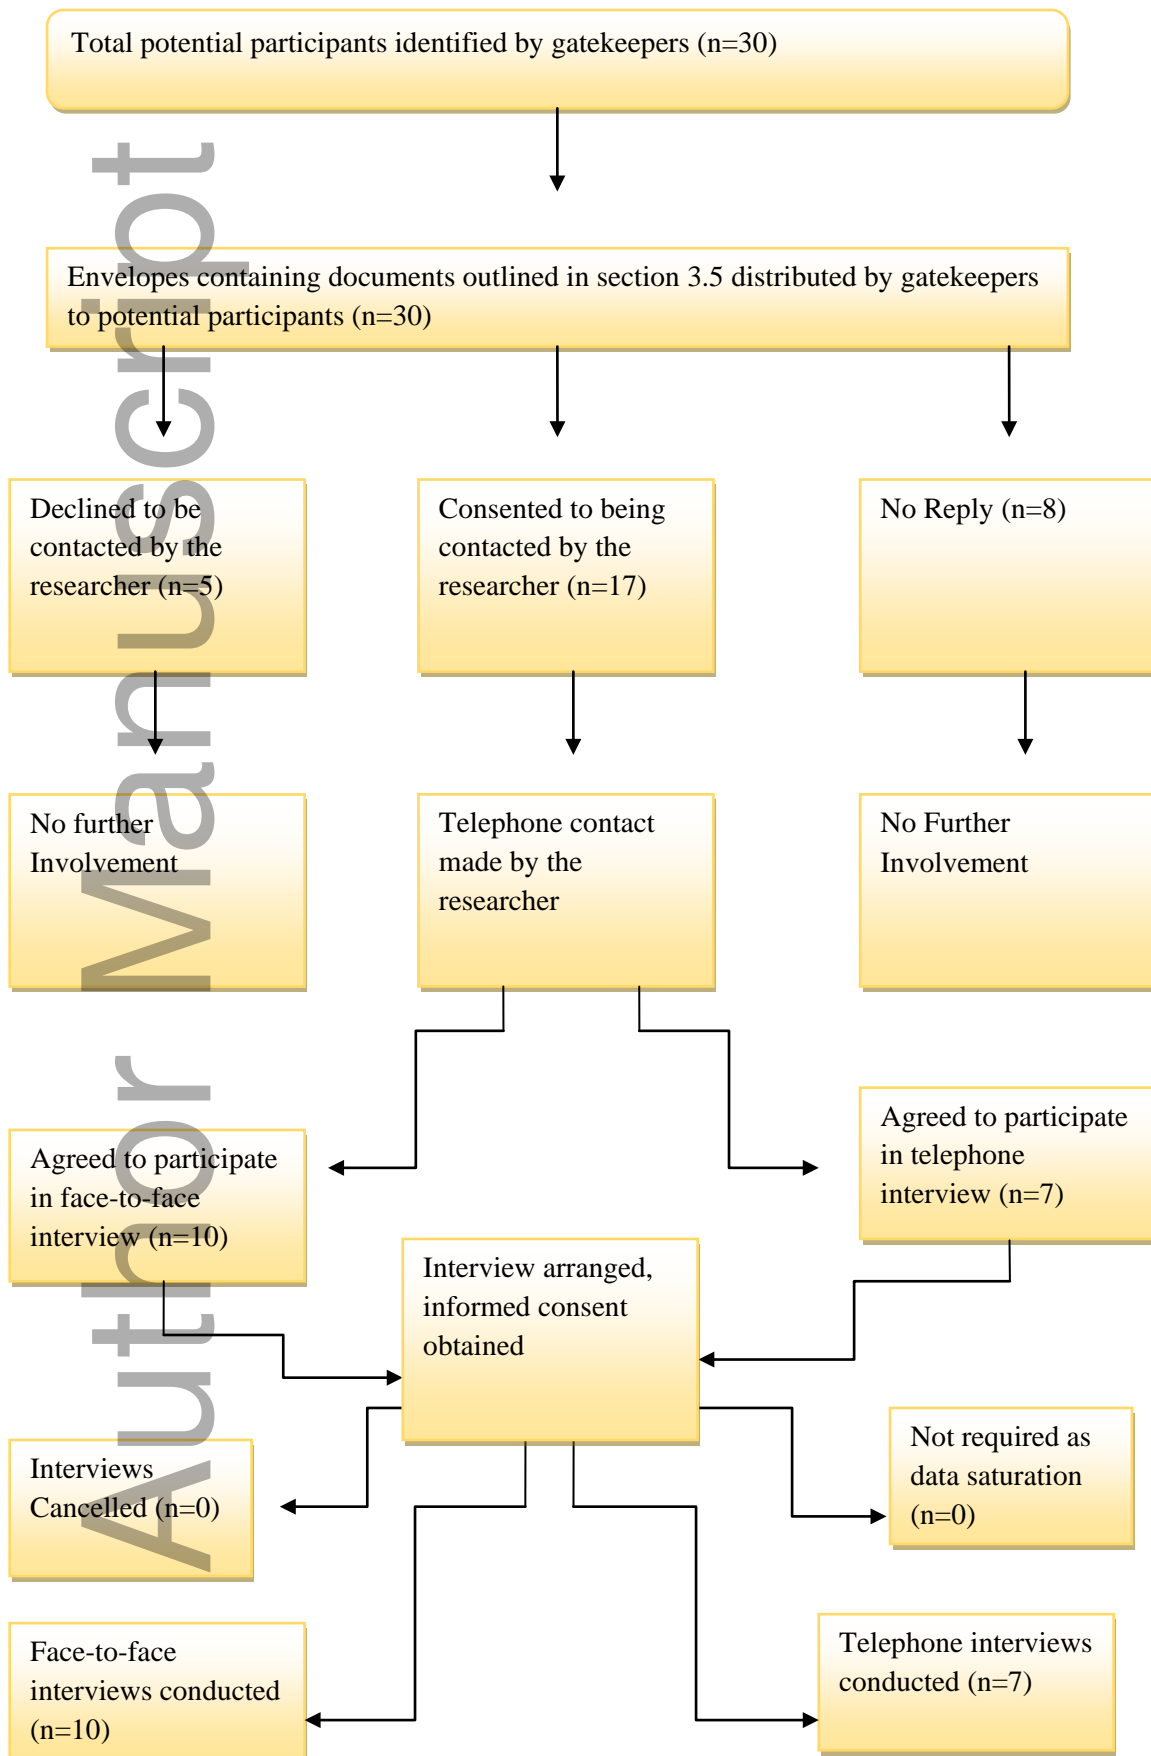 Total potential participants identified by gatekeepers (n=30)
Envelopes containing documents outlined in section 3.5 distributed by gatekeepers
to potential participants (n=30)
Declined to be
contacted by the
researcher (n=5)
Consented to being
contacted by the
researcher (n=17)
No Reply (n=8)
No further
Involvement
Telephone contact
made by the
researcher
No Further
Involvement
Agreed to participate
in face-to-face
interview (n=10)
Agreed to participate
in telephone
interview (n=7)
Interview arranged,
informed consent
obtained
Interviews
Cancelled (n=0)
Not required as
data saturation
(n=0)
Face-to-face
interviews conducted
(n=10)
Telephone interviews
conducted (n=7)
Author Manuscript